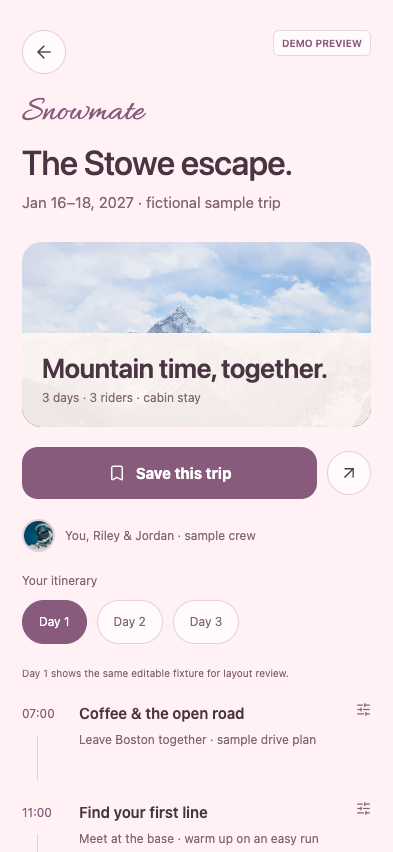 DEMO PREVIEW
Snowmate
The Stowe escape.
Jan 16–18, 2027 · fictional sample trip
Mountain time, together.
3 days · 3 riders · cabin stay
Save this trip
You, Riley & Jordan · sample crew
Your itinerary
Day 1
Day 2
Day 3
Day 1 shows the same editable fixture for layout review.
07:00
Coffee & the open road
Leave Boston together · sample drive plan
11:00
Find your first line
Meet at the base · warm up on an easy run